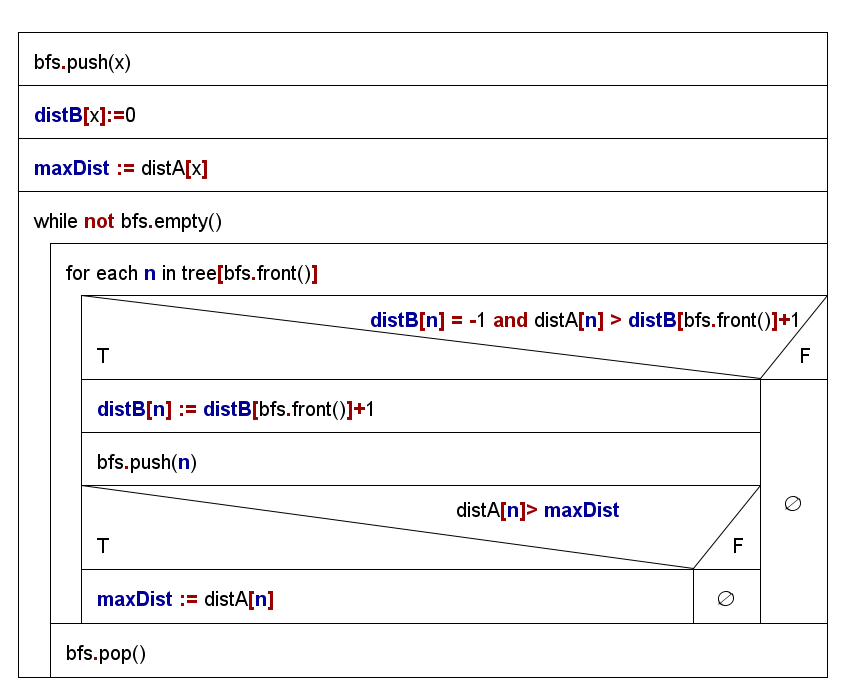 bfs.push(x)
distB[x]:=0
maxDist := distA[x]
while not bfs.empty()
for each n in tree[bfs.front()]
distB[n] = -1 and distA[n] > distB[bfs.front()]+1
T F
distB[n] := distB[bfs.front()]+1
bfs.push(n)
∅
distA[n]> maxDist
T F
maxDist := distA[n] ∅
bfs.pop()